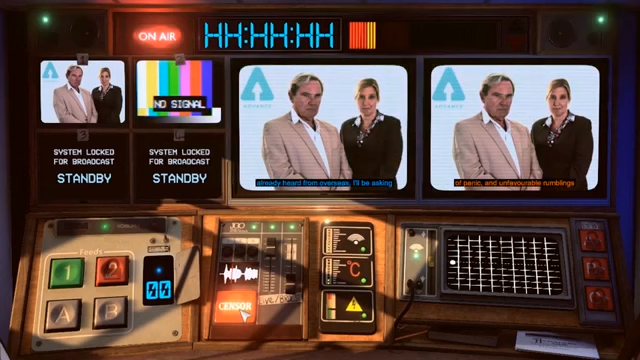 ON AIR
HH:HH:HH
NO SIGNAL
SYSTEM LOCKED
FOR BROADCAST
STANDBY
SYSTEM LOCKED
FOR BROADCAST
STANDBY
already heard from overseas, I'll be asking
of panic, and unfavourable rumblings
Feeds
1
2
A
B
CENSOR
°C